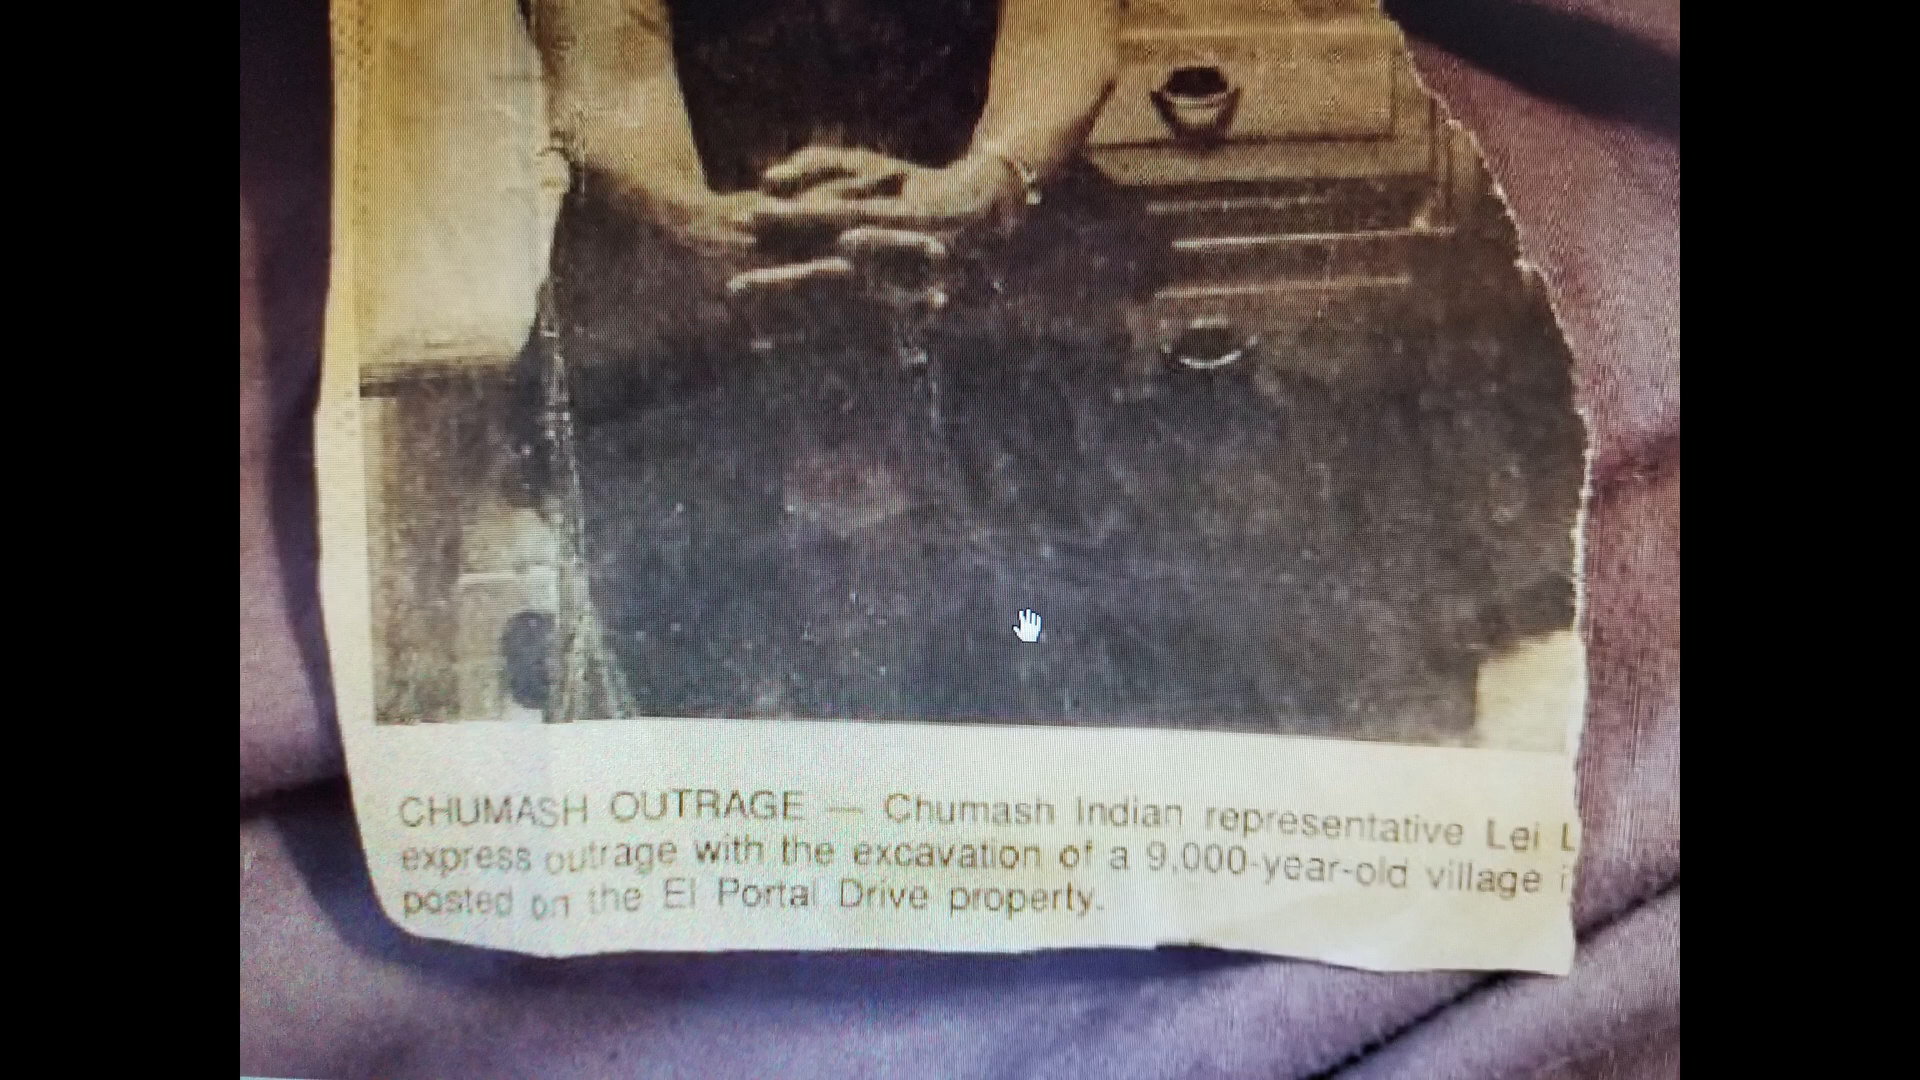 CHUMASH OUTRAGE — Chumash Indian representative Lei L
express outrage with the excavation of a 9,000-year-old village i
posted on the El Portal Drive property.